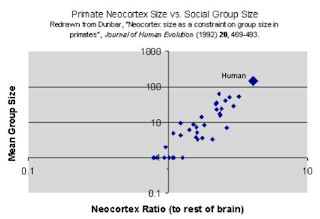 Primate Neocortex Size vs. Social Group Size
Redrawn from Dunbar, "Neocortex size as a constraint on group size in
primates", Journal of Human Evolution (1992) 20, 469-493.
1000
Human
100
10
1
0.1
0.1
1
10
Mean Group Size
Neocortex Ratio (to rest of brain)